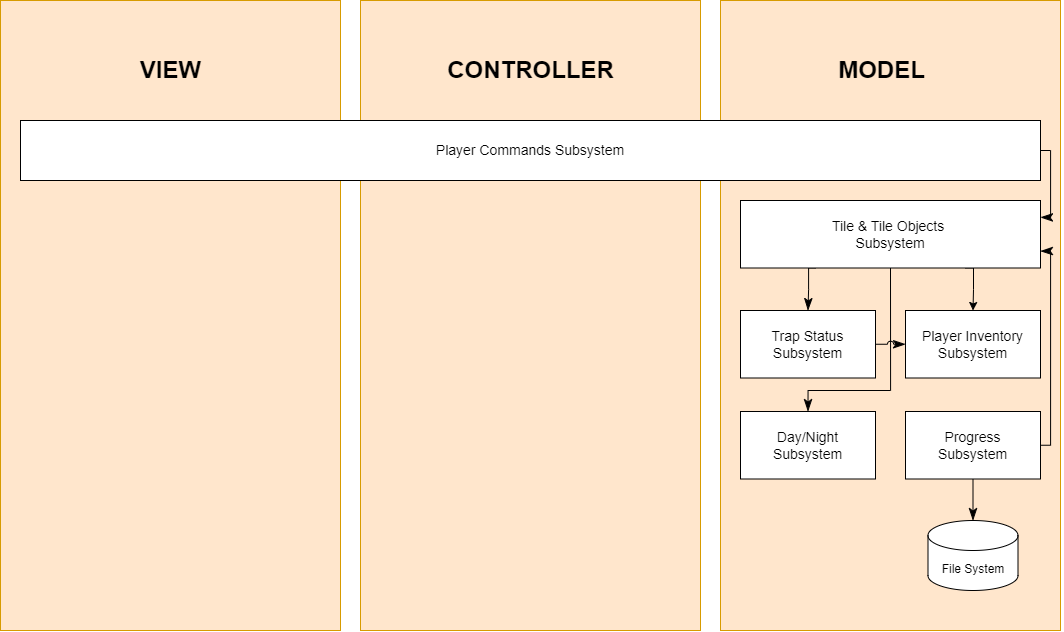 VIEW
CONTROLLER
MODEL
Player Commands Subsystem
Tile & Tile Objects
Subsystem
Trap Status
Subsystem
Player Inventory
Subsystem
Day/Night
Subsystem
Progress
Subsystem
File System